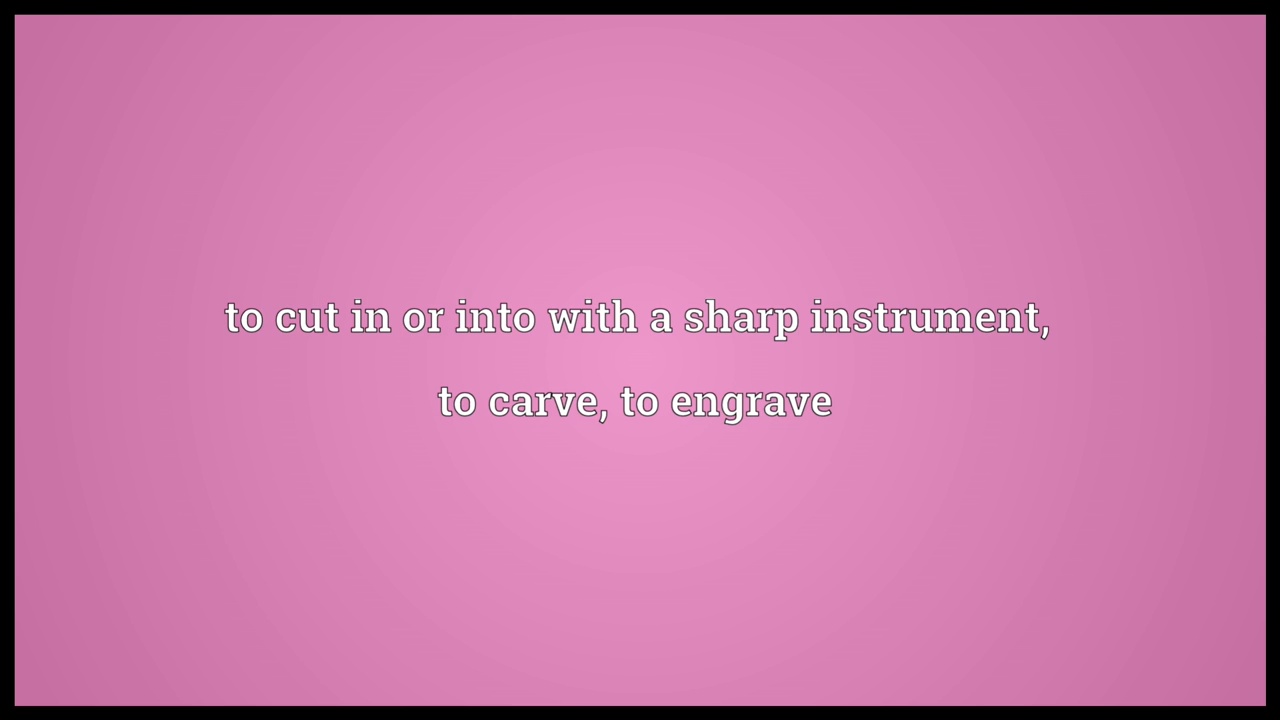 to cut in or into with a sharp instrument,
to carve, to engrave